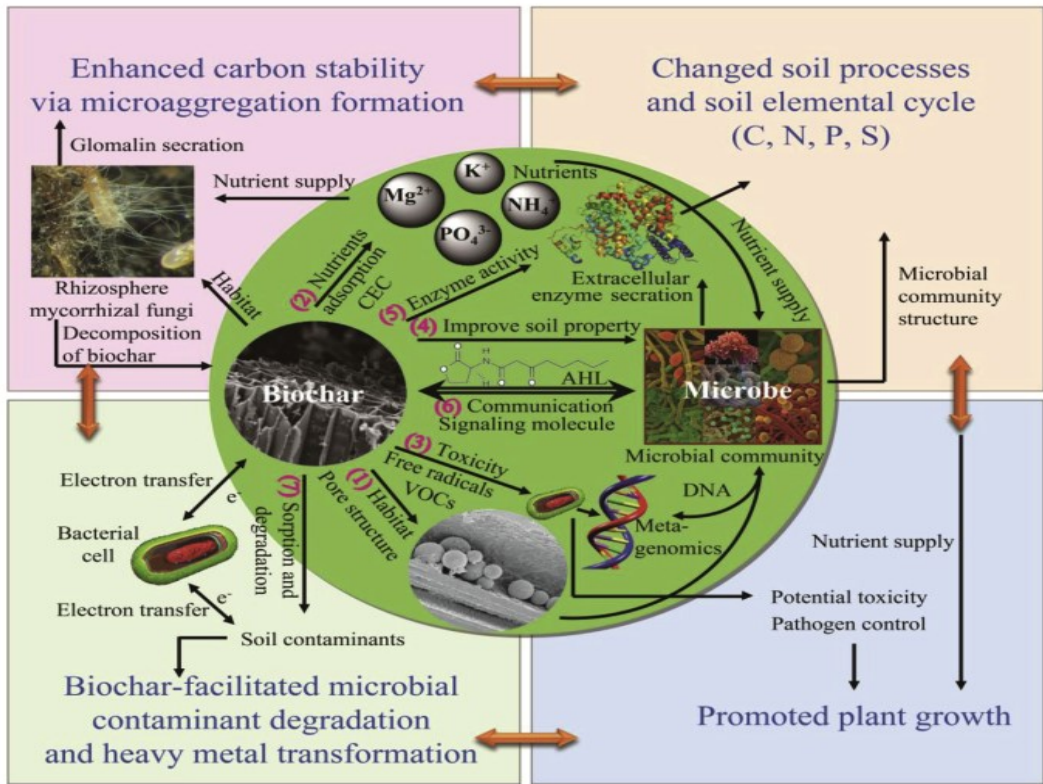 Enhanced carbon stability
via microaggregation formation
Changed soil processes
and soil elemental cycle
(C, N, P, S)
Glomalin secretion
Nutrient supply
Rhizosphere
mycorrhizal fungi
Decomposition
of biochar
Habitat
Mg2+
K+
NH4+
PO43-
Nutrients
Nutrient supply
Extracellular
enzyme secretion
Microbial
community
structure
(2) Nutrients
adsorption
CEC
(5) Enzyme activity
(4) Improve soil property
O
N
H
O
O
H
AHL
(6) Communication
Signaling molecule
Biochar
Microbe
Microbial community
(3) Toxicity
Free radicals
VOCs
(1) Habitat
Pore structure
(7) Sorption and
degradation
DNA
Meta-
genomics
Electron transfer
e-
Bacterial
cell
Electron transfer
e-
Soil contaminants
Nutrient supply
Potential toxicity
Pathogen control
Biochar-facilitated microbial
contaminant degradation
and heavy metal transformation
Promoted plant growth